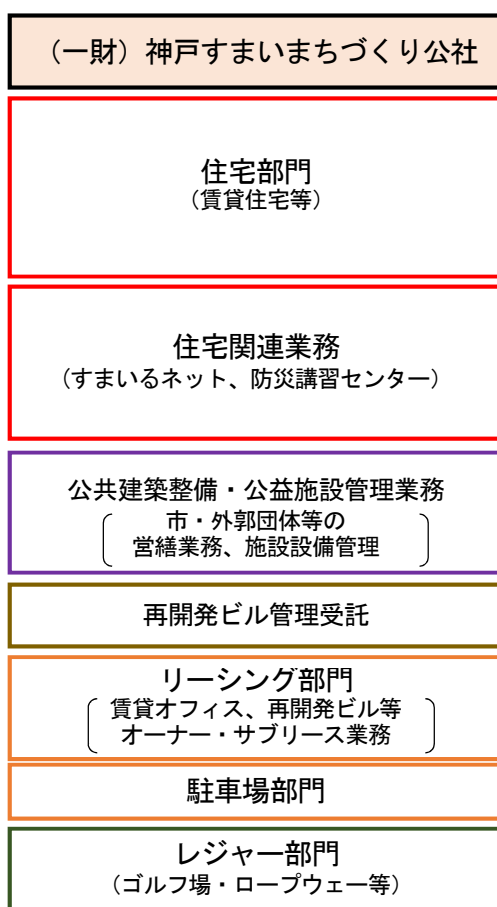 （一財）神戸すまいまちづくり公社
住宅部門
（賃貸住宅等）
住宅関連業務
（すまいるネット、防災講習センター）
公共建築整備・公益施設管理業務
市・外郭団体等の
営繕業務、施設設備管理
再開発ビル管理受託
リーシング部門
賃貸オフィス、再開発ビル等
オーナー・サブリース業務
駐車場部門
レジャー部門
（ゴルフ場・ロープウェー等）